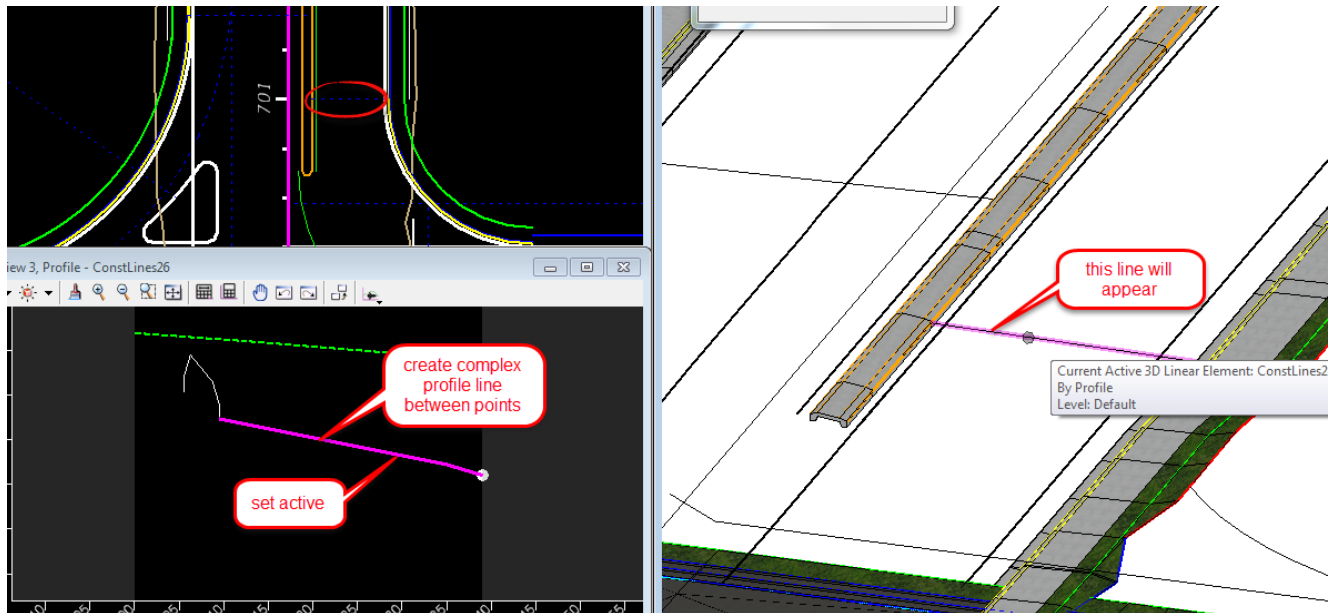 701
iew 3, Profile - ConstLines26
create complex
profile line
between points
set active
this line will
appear
Current Active 3D Linear Element: ConstLines2
By Profile
Level: Default